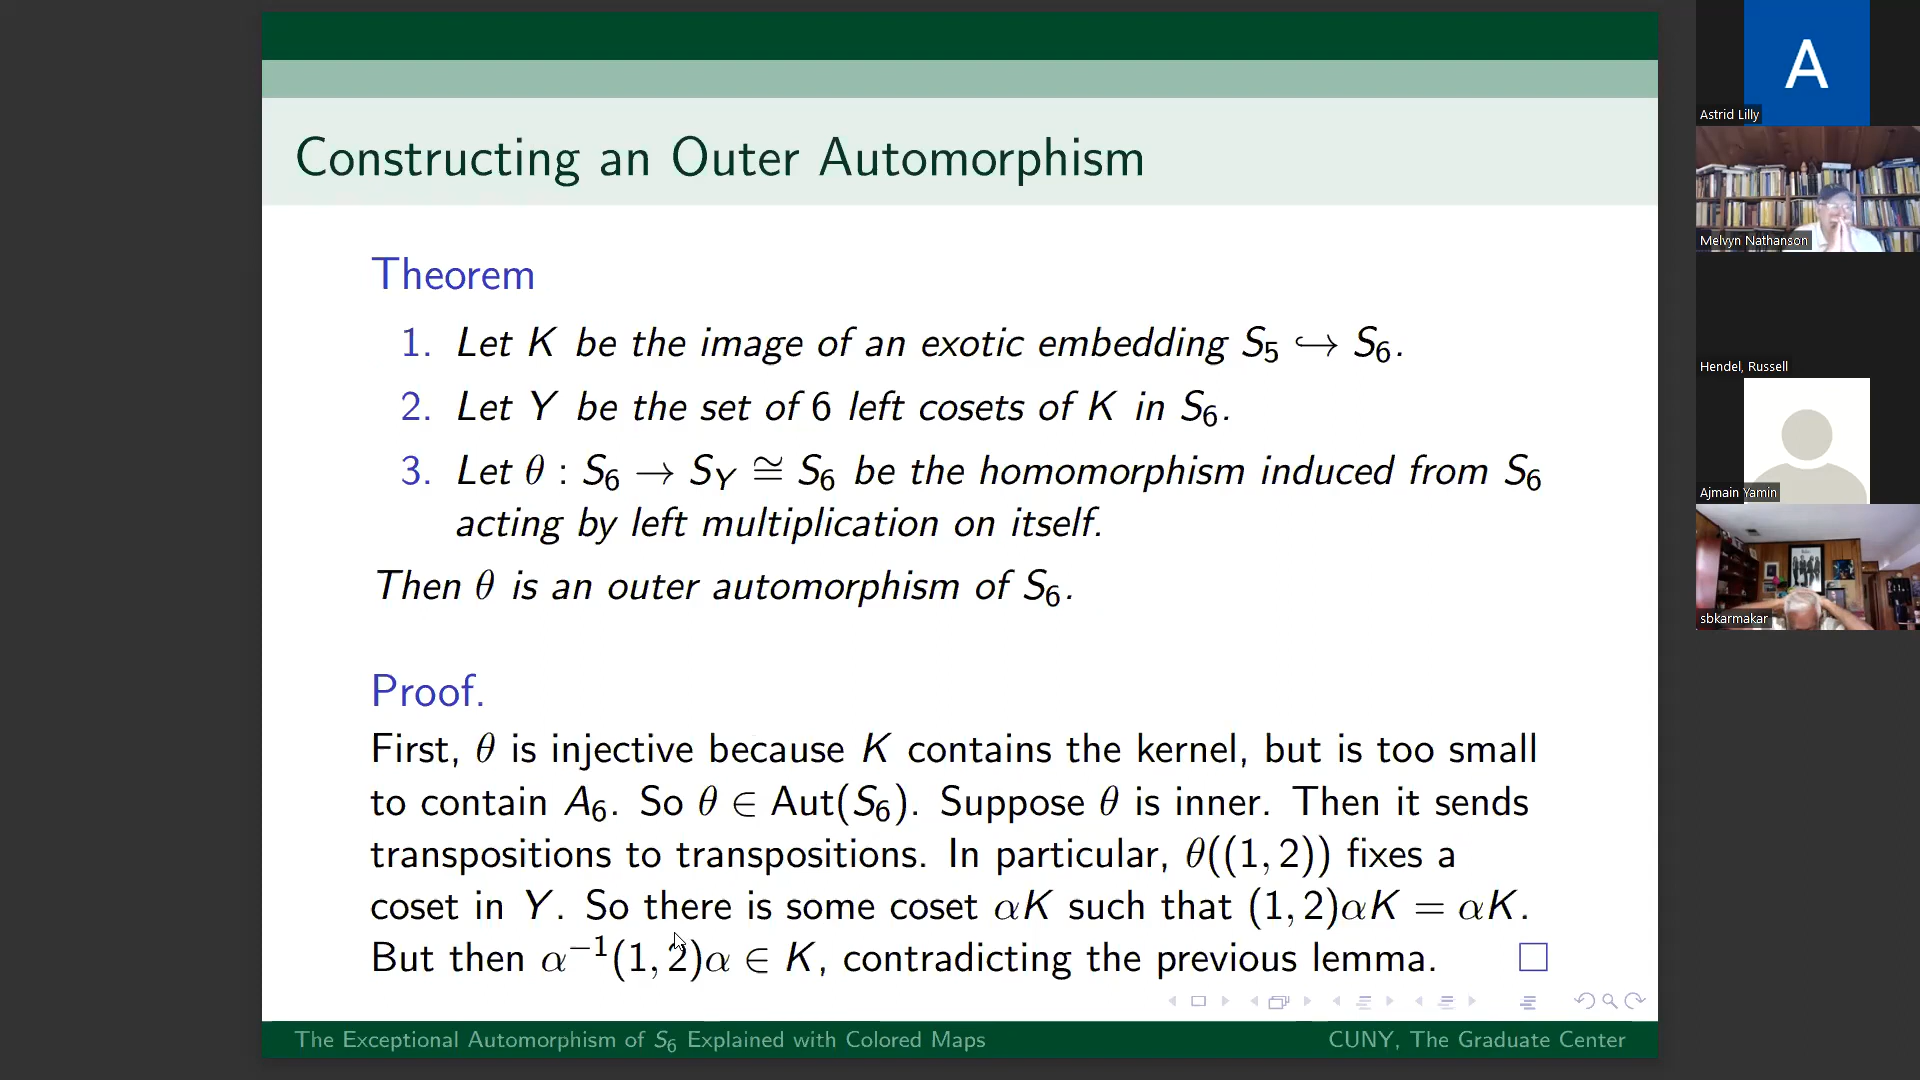 Constructing an Outer Automorphism
Theorem
1. Let K be the image of an exotic embedding S₅ ↪ S₆.
2. Let Y be the set of 6 left cosets of K in S₆.
3. Let θ : S₆ → S_Y ≅ S₆ be the homomorphism induced from S₆
acting by left multiplication on itself.
Then θ is an outer automorphism of S₆.
Proof.
First, θ is injective because K contains the kernel, but is too small
to contain A₆. So θ ∈ Aut(S₆). Suppose θ is inner. Then it sends
transpositions to transpositions. In particular, θ((1, 2)) fixes a
coset in Y. So there is some coset αK such that (1, 2)αK = αK.
But then α⁻¹(1, 2)α ∈ K, contradicting the previous lemma. □
The Exceptional Automorphism of S₆ Explained with Colored Maps
CUNY, The Graduate Center
A
Astrid Lilly
Melvyn Nathanson
Hendel, Russell
Ajmain Yamin
sbkarmakar